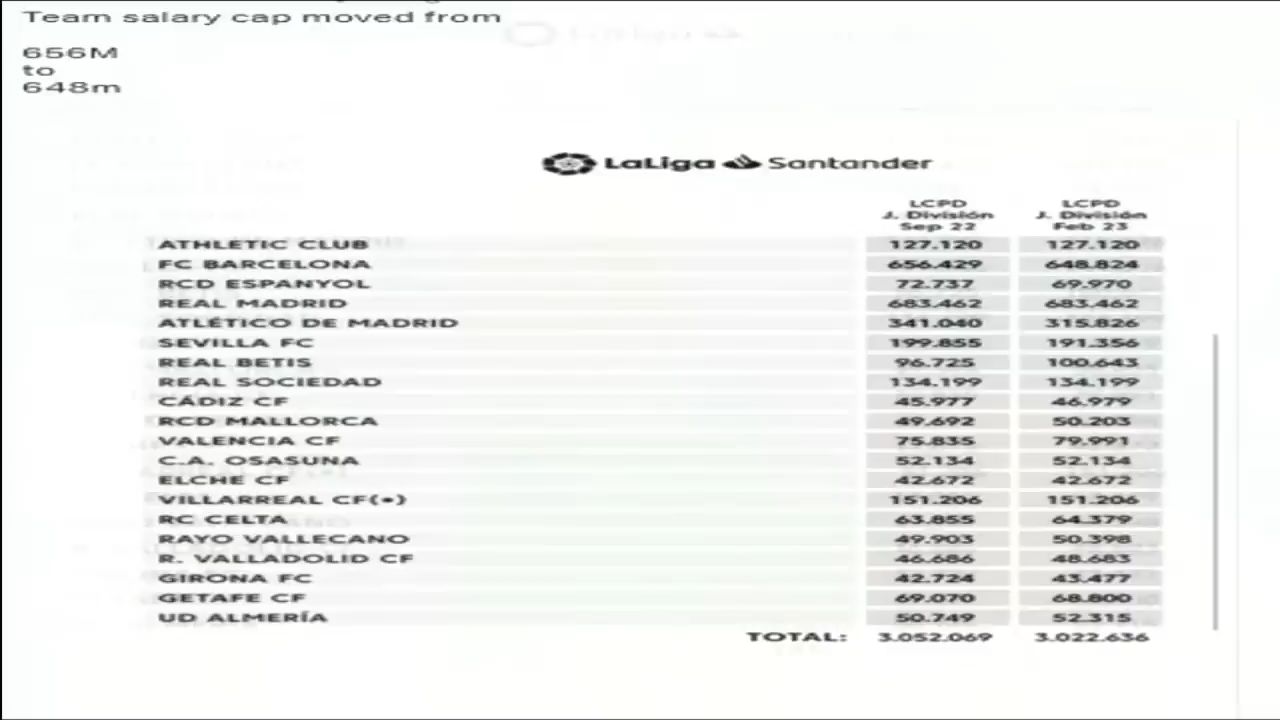 Team salary cap moved from
656M
to
648m
LaLiga Santander
LCPD LCPD
J. División J. División
Sep 22 Feb 23
ATHLETIC CLUB 127.120 127.120
FC BARCELONA 656.429 648.824
RCD ESPANYOL 72.737 69.970
REAL MADRID 683.462 683.462
ATLÉTICO DE MADRID 341.040 315.826
SEVILLA FC 199.855 191.356
REAL BETIS 96.725 100.643
REAL SOCIEDAD 134.199 134.199
CÁDIZ CF 45.977 46.979
RCD MALLORCA 49.692 50.203
VALENCIA CF 75.835 79.991
C.A. OSASUNA 52.134 52.134
ELCHE CF 42.672 42.672
VILLARREAL CF(*) 151.206 151.206
RC CELTA 63.855 64.379
RAYO VALLECANO 49.903 50.398
R. VALLADOLID CF 46.686 48.683
GIRONA FC 42.724 43.477
GETAFE CF 69.070 68.800
UD ALMERÍA 50.749 52.315
TOTAL: 3.052.069 3.022.636